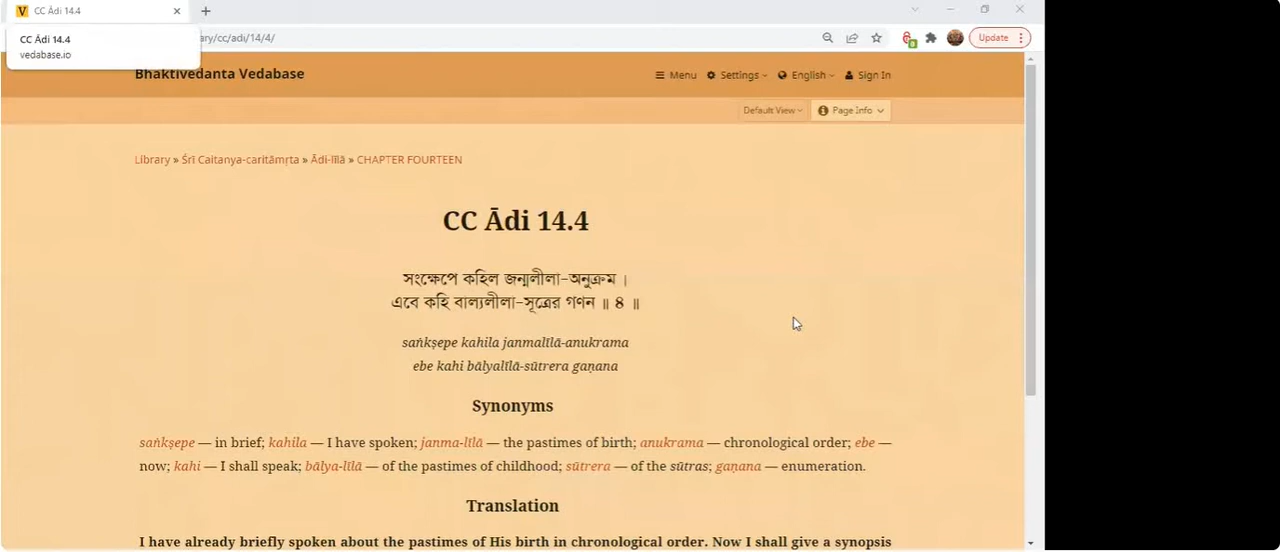 CC Ādi 14.4
CC Ādi 14.4
vedabase.io
ary/cc/adi/14/4/
Update
Bhaktivedanta Vedabase
Menu Settings English Sign In
Default View Page Info
Library » Śrī Caitanya-caritāmṛta » Ādi-līlā » CHAPTER FOURTEEN
CC Ādi 14.4
সংক্ষেপে কহিল জন্মলীলা-অনুক্রম ।
এবে কহি বাল্যলীলা-সূত্রের গণন ॥ ৪ ॥
saṅkṣepe kahila janmalīlā-anukrama
ebe kahi bālyalīlā-sūtrera gaṇana
Synonyms
saṅkṣepe — in brief; kahila — I have spoken; janma-līlā — the pastimes of birth; anukrama — chronological order; ebe —
now; kahi — I shall speak; bālya-līlā — of the pastimes of childhood; sūtrera — of the sūtras; gaṇana — enumeration.
Translation
I have already briefly spoken about the pastimes of His birth in chronological order. Now I shall give a synopsis